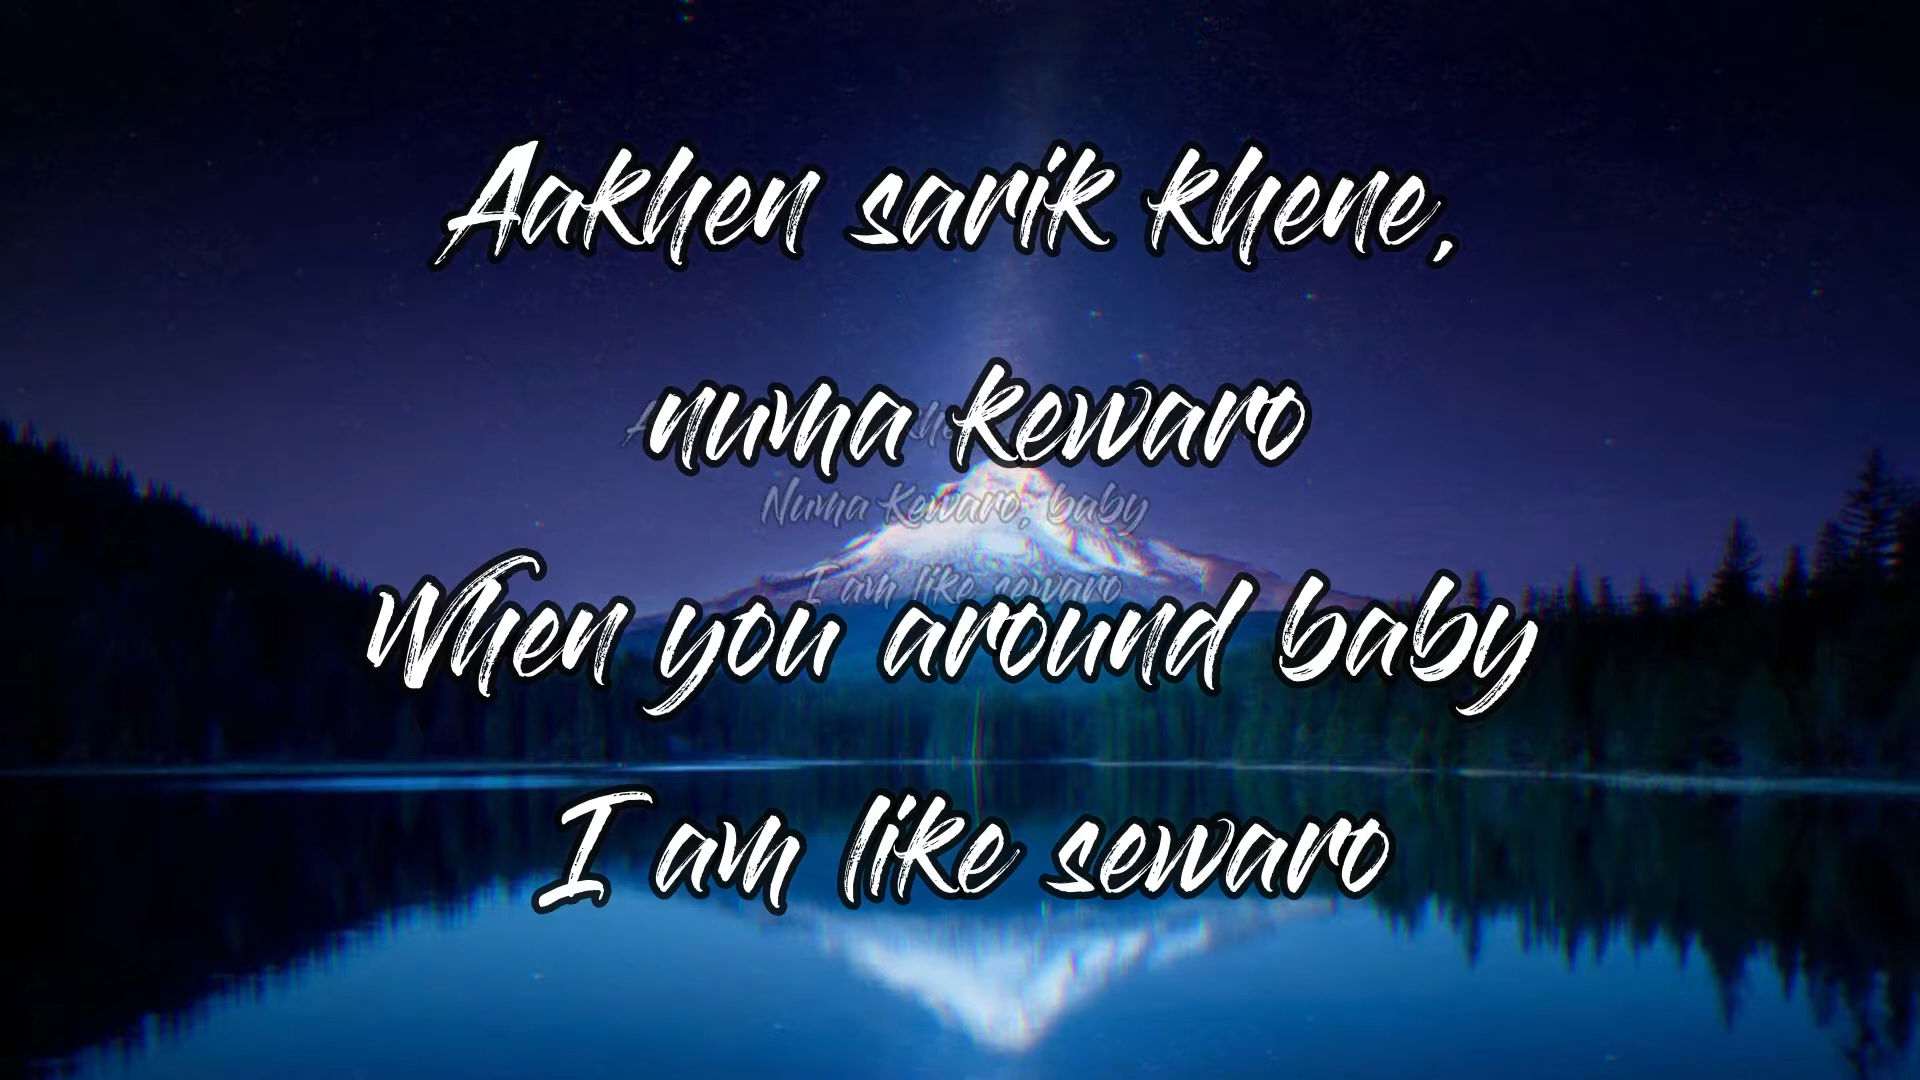 Aakhen sarik khene,
numa kewaro
Numa Kewaro, baby
I am like sewaro
When you around baby
I am like sewaro